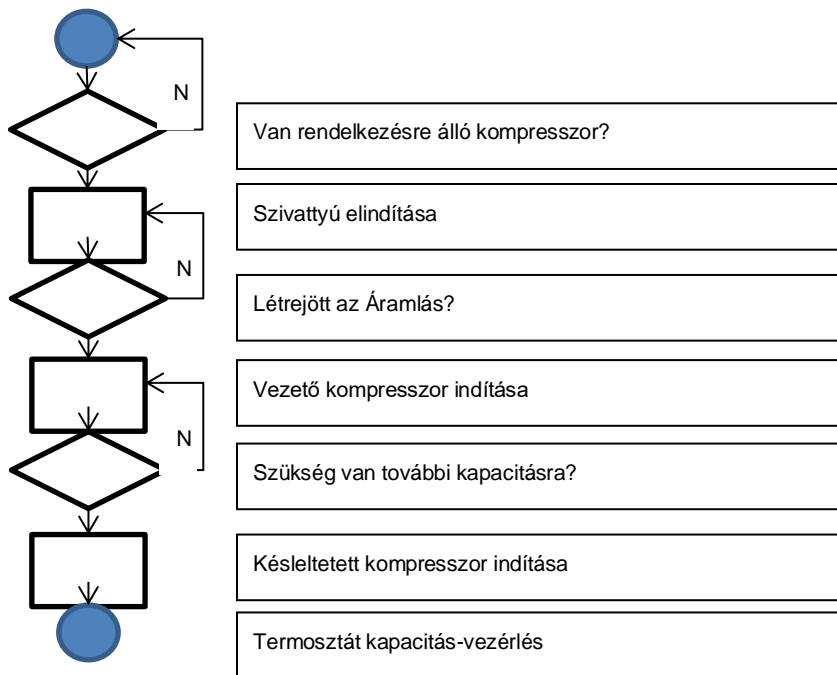 N
Van rendelkezésre álló kompresszor?
Szivattyú elindítása
N
Létrejött az Áramlás?
Vezető kompresszor indítása
N
Szükség van további kapacitásra?
Késleltetett kompresszor indítása
Termosztát kapacitás-vezérlés